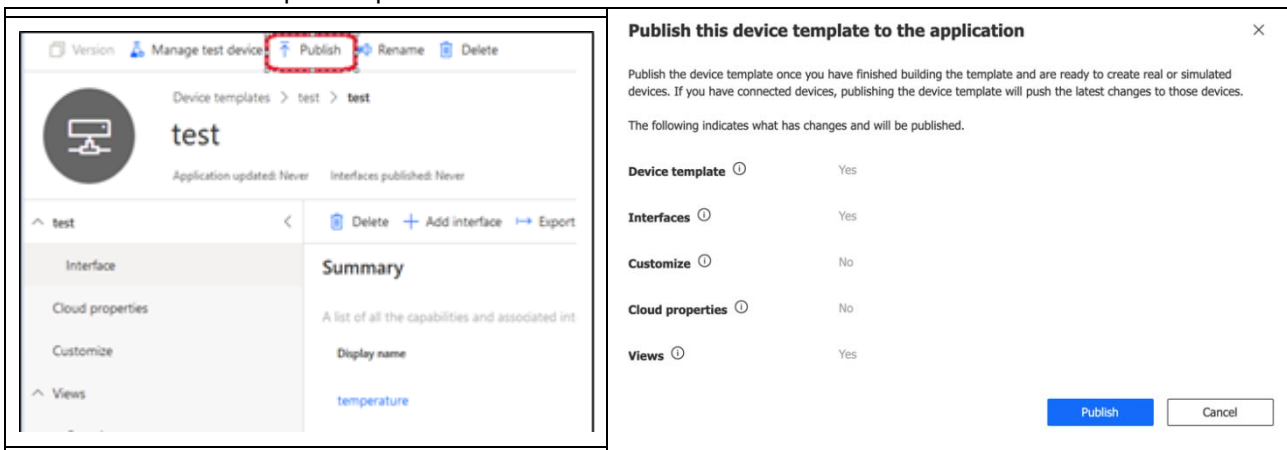 Version Manage test device Publish Rename Delete
Device templates > test > test
test
Application updated: Never Interfaces published: Never
test
Delete + Add interface Export
Interface
Summary
Cloud properties
A list of all the capabilities and associated int
Customize
Display name
Views
temperature
Publish this device template to the application
Publish the device template once you have finished building the template and are ready to create real or simulated
devices. If you have connected devices, publishing the device template will push the latest changes to those devices.
The following indicates what has changes and will be published.
Device template Yes
Interfaces Yes
Customize No
Cloud properties No
Views Yes
Publish Cancel